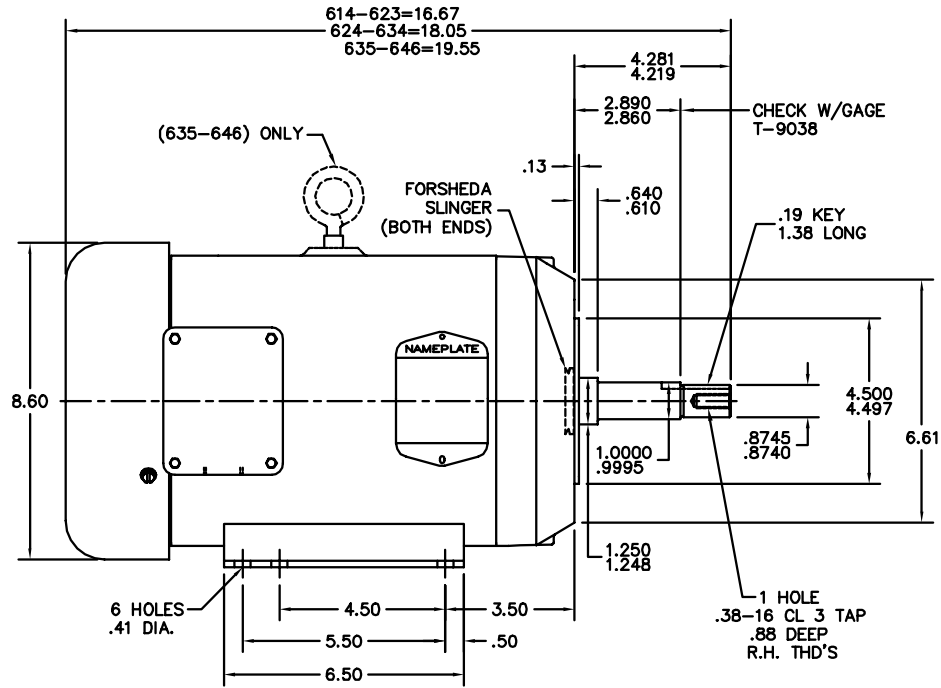 614-623=16.67
624-634=18.05
635-646=19.55
4.281
4.219
2.890
2.860
CHECK W/GAGE
T-9038
(635-646) ONLY
.13
FORSHEDA
SLINGER
(BOTH ENDS)
.640
.610
.19 KEY
1.38 LONG
NAMEPLATE
8.60
4.500
4.497
6.61
1.0000
.9995
.8745
.8740
1.250
1.248
6 HOLES
.41 DIA.
4.50
3.50
5.50
.50
6.50
1 HOLE
.38-16 CL 3 TAP
.88 DEEP
R.H. THD'S